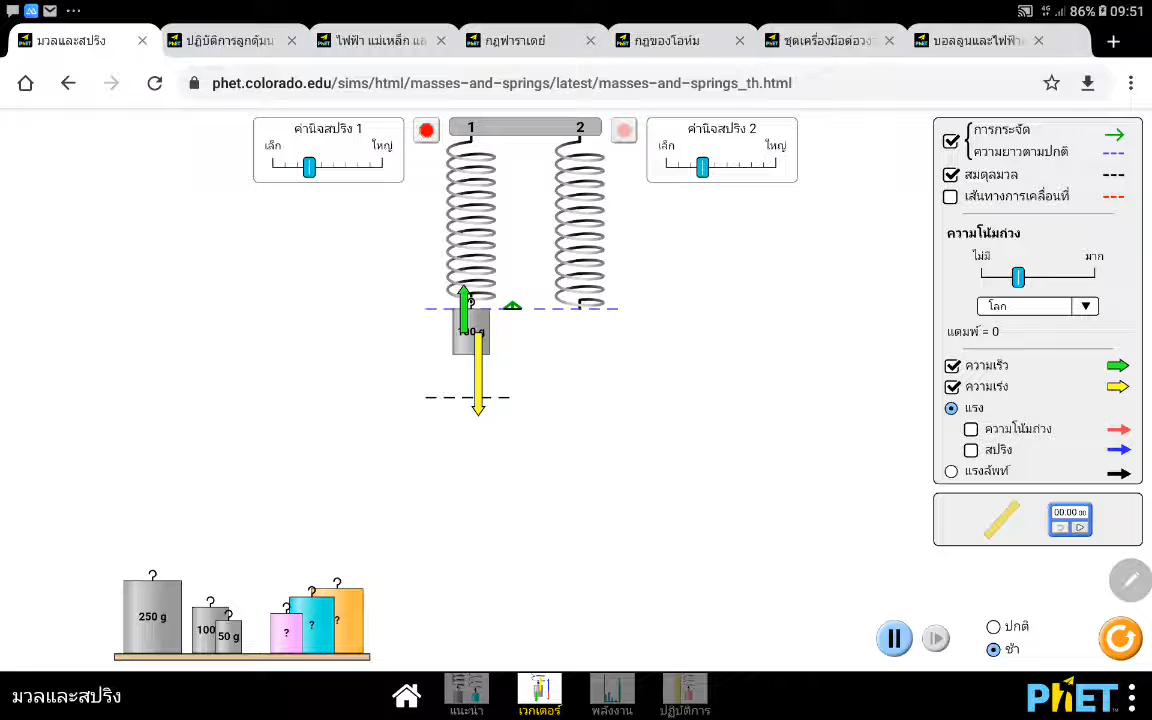 4G 86% 09:51
มวลและสปริง
ปฏิบัติการลูกตุ้มน
ไฟฟ้า แม่เหล็ก แ
กฎฟาราเดย์
กฎของโอห์ม
ชุดเครื่องมือต่อวง
บอลลูนและไฟฟ้า
phet.colorado.edu/sims/html/masses-and-springs/latest/masses-and-springs_th.html
ค่านิจสปริง 1
เล็ก ใหญ่
1 2
ค่านิจสปริง 2
เล็ก ใหญ่
การกระจัด
ความยาวตามปกติ
สมดุลมวล
เส้นทางการเคลื่อนที่
ความโน้มถ่วง
ไม่มี มาก
โลก
แดมพ์ = 0
ความเร็ว
ความเร่ง
แรง
ความโน้มถ่วง
สปริง
แรงลัพท์
00:00.00
100 g
250 g
100
50 g
?
?
?
ปกติ
ช้า
มวลและสปริง
แนะนำ
เวกเตอร์
พลังงาน
ปฏิบัติการ
PhET